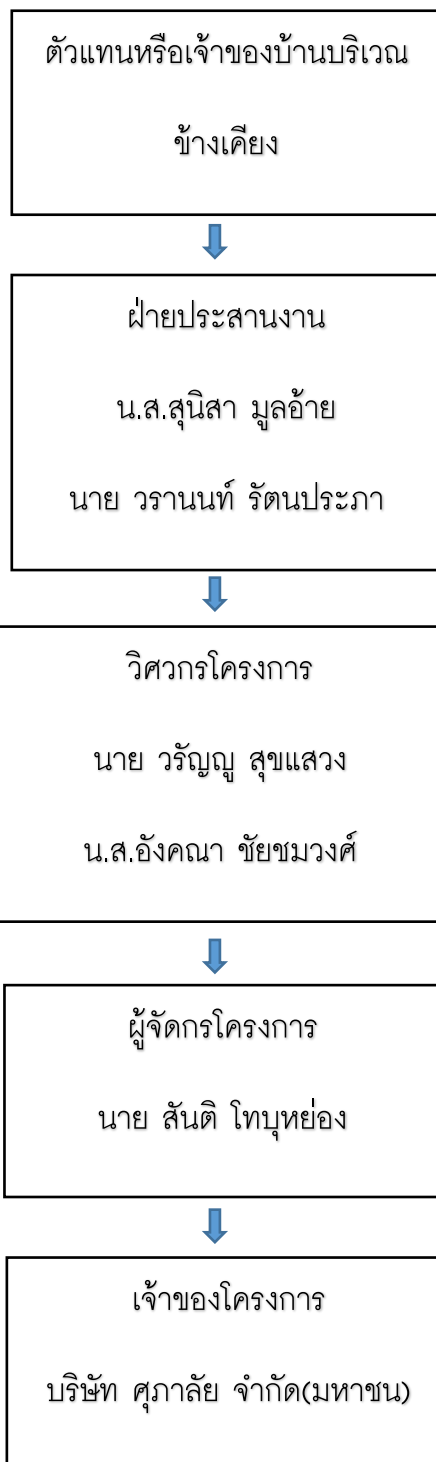 ตัวแทนหรือเจ้าของบ้านบริเวณ
ข้างเคียง
ฝ่ายประสานงาน
น.ส.สุนิสา มูลอ้าย
นาย วรานนท์ รัตนประภา
วิศวกรโครงการ
นาย วรัญญู สุขแสวง
น.ส.อังคณา ชัยชมวงศ์
ผู้จัดกรโครงการ
นาย สันติ โทบุหย่อง
เจ้าของโครงการ
บริษัท ศุภาลัย จำกัด(มหาชน)